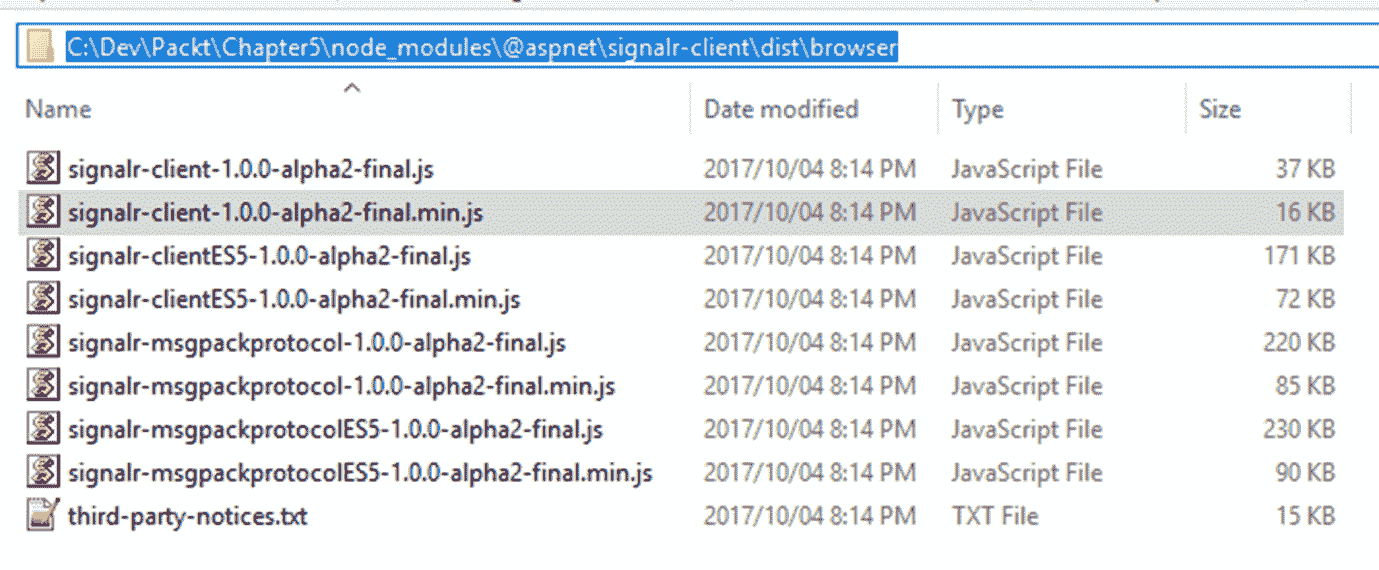 C:\Dev\Packt\Chapter5\node_modules\@aspnet\signalr-client\dist\browser
Name Date modified Type Size
signalr-client-1.0.0-alpha2-final.js 2017/10/04 8:14 PM JavaScript File 37 KB
signalr-client-1.0.0-alpha2-final.min.js 2017/10/04 8:14 PM JavaScript File 16 KB
signalr-clientES5-1.0.0-alpha2-final.js 2017/10/04 8:14 PM JavaScript File 171 KB
signalr-clientES5-1.0.0-alpha2-final.min.js 2017/10/04 8:14 PM JavaScript File 72 KB
signalr-msgpackprotocol-1.0.0-alpha2-final.js 2017/10/04 8:14 PM JavaScript File 220 KB
signalr-msgpackprotocol-1.0.0-alpha2-final.min.js 2017/10/04 8:14 PM JavaScript File 85 KB
signalr-msgpackprotocolES5-1.0.0-alpha2-final.js 2017/10/04 8:14 PM JavaScript File 230 KB
signalr-msgpackprotocolES5-1.0.0-alpha2-final.min.js 2017/10/04 8:14 PM JavaScript File 90 KB
third-party-notices.txt 2017/10/04 8:14 PM TXT File 15 KB